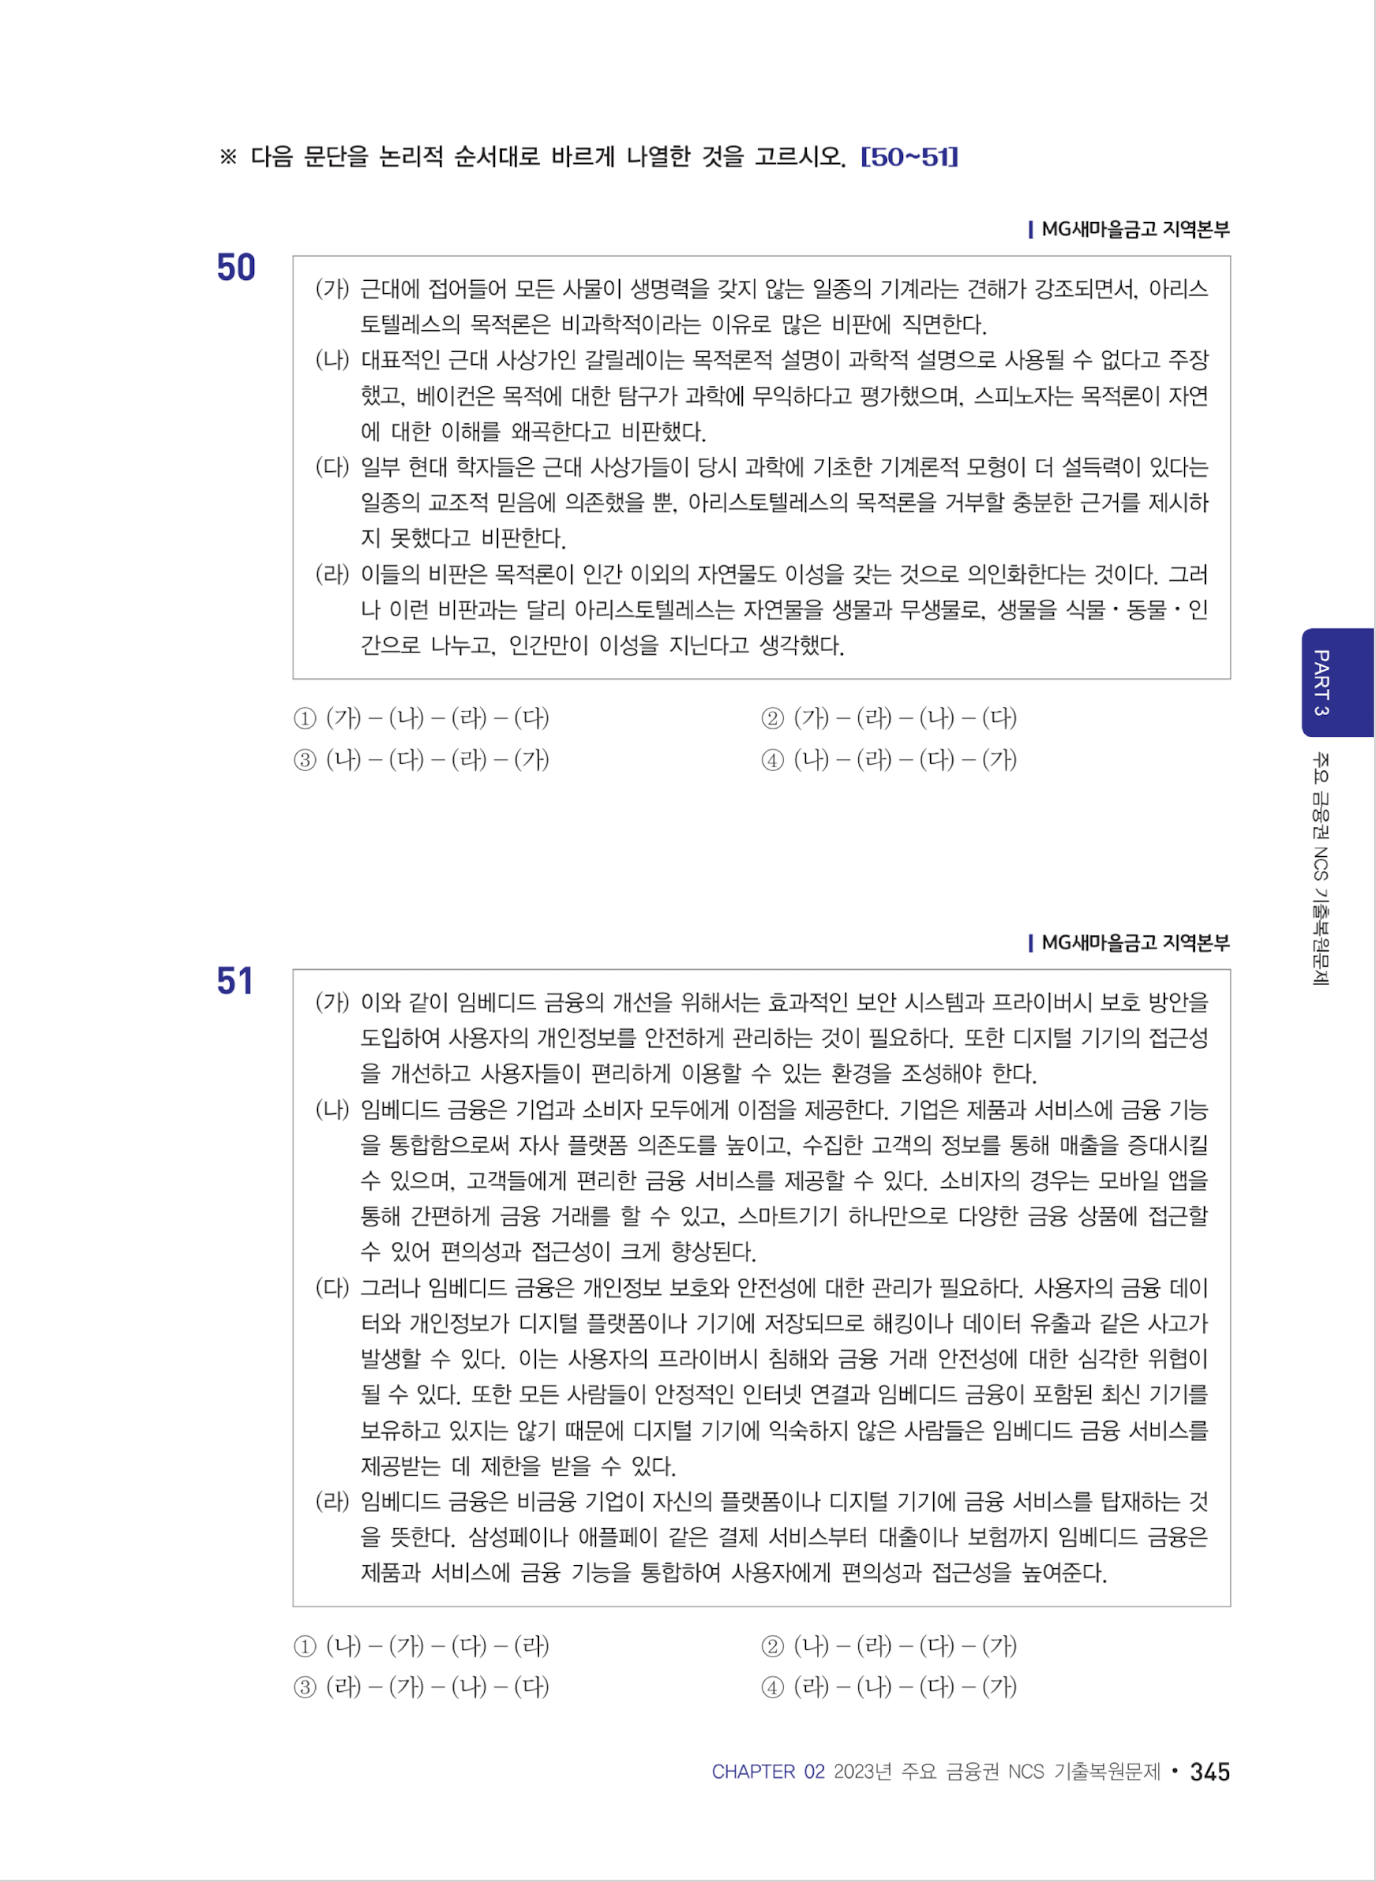 ※ 다음 문단을 논리적 순서대로 바르게 나열한 것을 고르시오. [50~51]
| MG새마을금고 지역본부
50
(가) 근대에 접어들어 모든 사물이 생명력을 갖지 않는 일종의 기계라는 견해가 강조되면서, 아리스
토텔레스의 목적론은 비과학적이라는 이유로 많은 비판에 직면한다.
(나) 대표적인 근대 사상가인 갈릴레이는 목적론적 설명이 과학적 설명으로 사용될 수 없다고 주장
했고, 베이컨은 목적에 대한 탐구가 과학에 무익하다고 평가했으며, 스피노자는 목적론이 자연
에 대한 이해를 왜곡한다고 비판했다.
(다) 일부 현대 학자들은 근대 사상가들이 당시 과학에 기초한 기계론적 모형이 더 설득력이 있다는
일종의 교조적 믿음에 의존했을 뿐, 아리스토텔레스의 목적론을 거부할 충분한 근거를 제시하
지 못했다고 비판한다.
(라) 이들의 비판은 목적론이 인간 이외의 자연물도 이성을 갖는 것으로 의인화한다는 것이다. 그러
나 이런 비판과는 달리 아리스토텔레스는 자연물을 생물과 무생물로, 생물을 식물·동물·인
간으로 나누고, 인간만이 이성을 지닌다고 생각했다.
① (가) – (나) – (라) – (다)
② (가) – (라) – (나) – (다)
③ (나) – (다) – (라) – (가)
④ (나) – (라) – (다) – (가)
| MG새마을금고 지역본부
51
(가) 이와 같이 임베디드 금융의 개선을 위해서는 효과적인 보안 시스템과 프라이버시 보호 방안을
도입하여 사용자의 개인정보를 안전하게 관리하는 것이 필요하다. 또한 디지털 기기의 접근성
을 개선하고 사용자들이 편리하게 이용할 수 있는 환경을 조성해야 한다.
(나) 임베디드 금융은 기업과 소비자 모두에게 이점을 제공한다. 기업은 제품과 서비스에 금융 기능
을 통합함으로써 자사 플랫폼 의존도를 높이고, 수집한 고객의 정보를 통해 매출을 증대시킬
수 있으며, 고객들에게 편리한 금융 서비스를 제공할 수 있다. 소비자의 경우는 모바일 앱을
통해 간편하게 금융 거래를 할 수 있고, 스마트기기 하나만으로 다양한 금융 상품에 접근할
수 있어 편의성과 접근성이 크게 향상된다.
(다) 그러나 임베디드 금융은 개인정보 보호와 안전성에 대한 관리가 필요하다. 사용자의 금융 데이
터와 개인정보가 디지털 플랫폼이나 기기에 저장되므로 해킹이나 데이터 유출과 같은 사고가
발생할 수 있다. 이는 사용자의 프라이버시 침해와 금융 거래 안전성에 대한 심각한 위협이
될 수 있다. 또한 모든 사람들이 안정적인 인터넷 연결과 임베디드 금융이 포함된 최신 기기를
보유하고 있지는 않기 때문에 디지털 기기에 익숙하지 않은 사람들은 임베디드 금융 서비스를
제공받는 데 제한을 받을 수 있다.
(라) 임베디드 금융은 비금융 기업이 자신의 플랫폼이나 디지털 기기에 금융 서비스를 탑재하는 것
을 뜻한다. 삼성페이나 애플페이 같은 결제 서비스부터 대출이나 보험까지 임베디드 금융은
제품과 서비스에 금융 기능을 통합하여 사용자에게 편의성과 접근성을 높여준다.
① (나) – (가) – (다) – (라)
② (나) – (라) – (다) – (가)
③ (라) – (가) – (나) – (다)
④ (라) – (나) – (다) – (가)
PART 3
주요 금융권 NCS 기출복원문제
CHAPTER 02 2023년 주요 금융권 NCS 기출복원문제 • 345